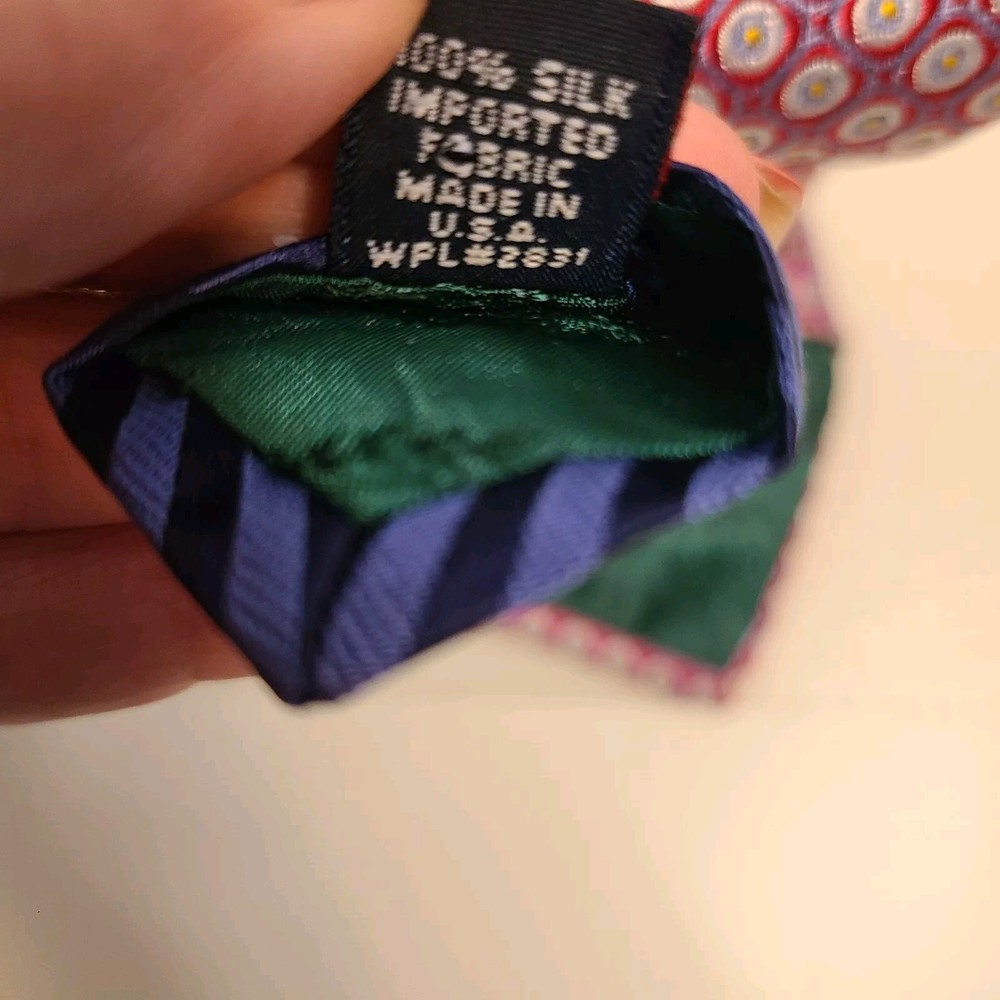 100% SILK
IMPORTED
FABRIC
MADE IN
U.S.A.
WPL#2831